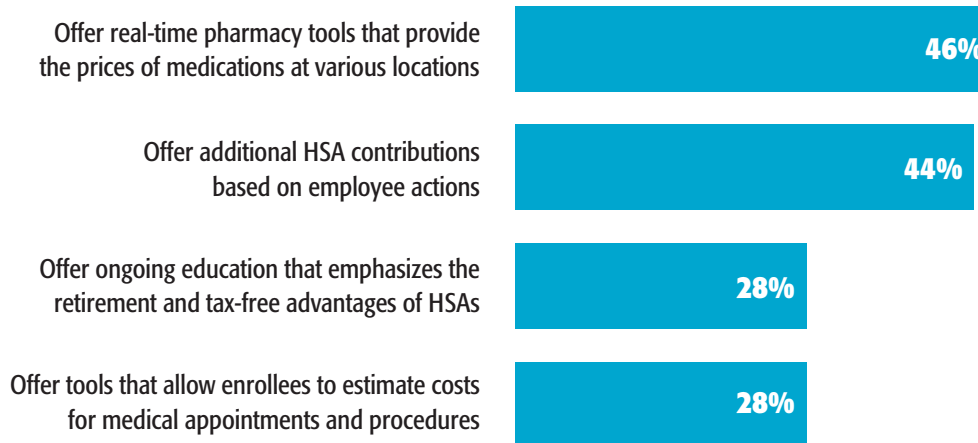 Offer real-time pharmacy tools that provide
the prices of medications at various locations
46%
Offer additional HSA contributions
based on employee actions
44%
Offer ongoing education that emphasizes the
retirement and tax-free advantages of HSAs
28%
Offer tools that allow enrollees to estimate costs
for medical appointments and procedures
28%